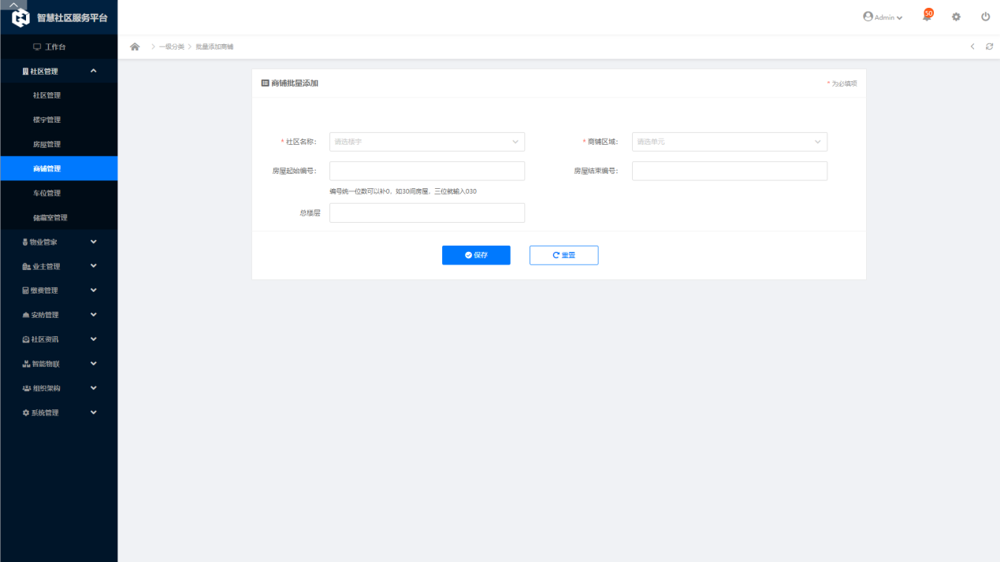 智慧社区服务平台
Admin
50
工作台
一级分类
批量添加商铺
社区管理
社区管理
楼宇管理
房屋管理
商铺管理
车位管理
储藏室管理
物业管家
业主管理
缴费管理
安防管理
社区资讯
智能物联
组织架构
系统管理
商铺批量添加
* 为必填项
* 社区名称： 请选楼宇
* 商铺区域： 请选单元
房屋起始编号：
房屋结束编号：
编号统一位数可以补0，如30间房屋，三位就输入030
总楼层
保存
重置